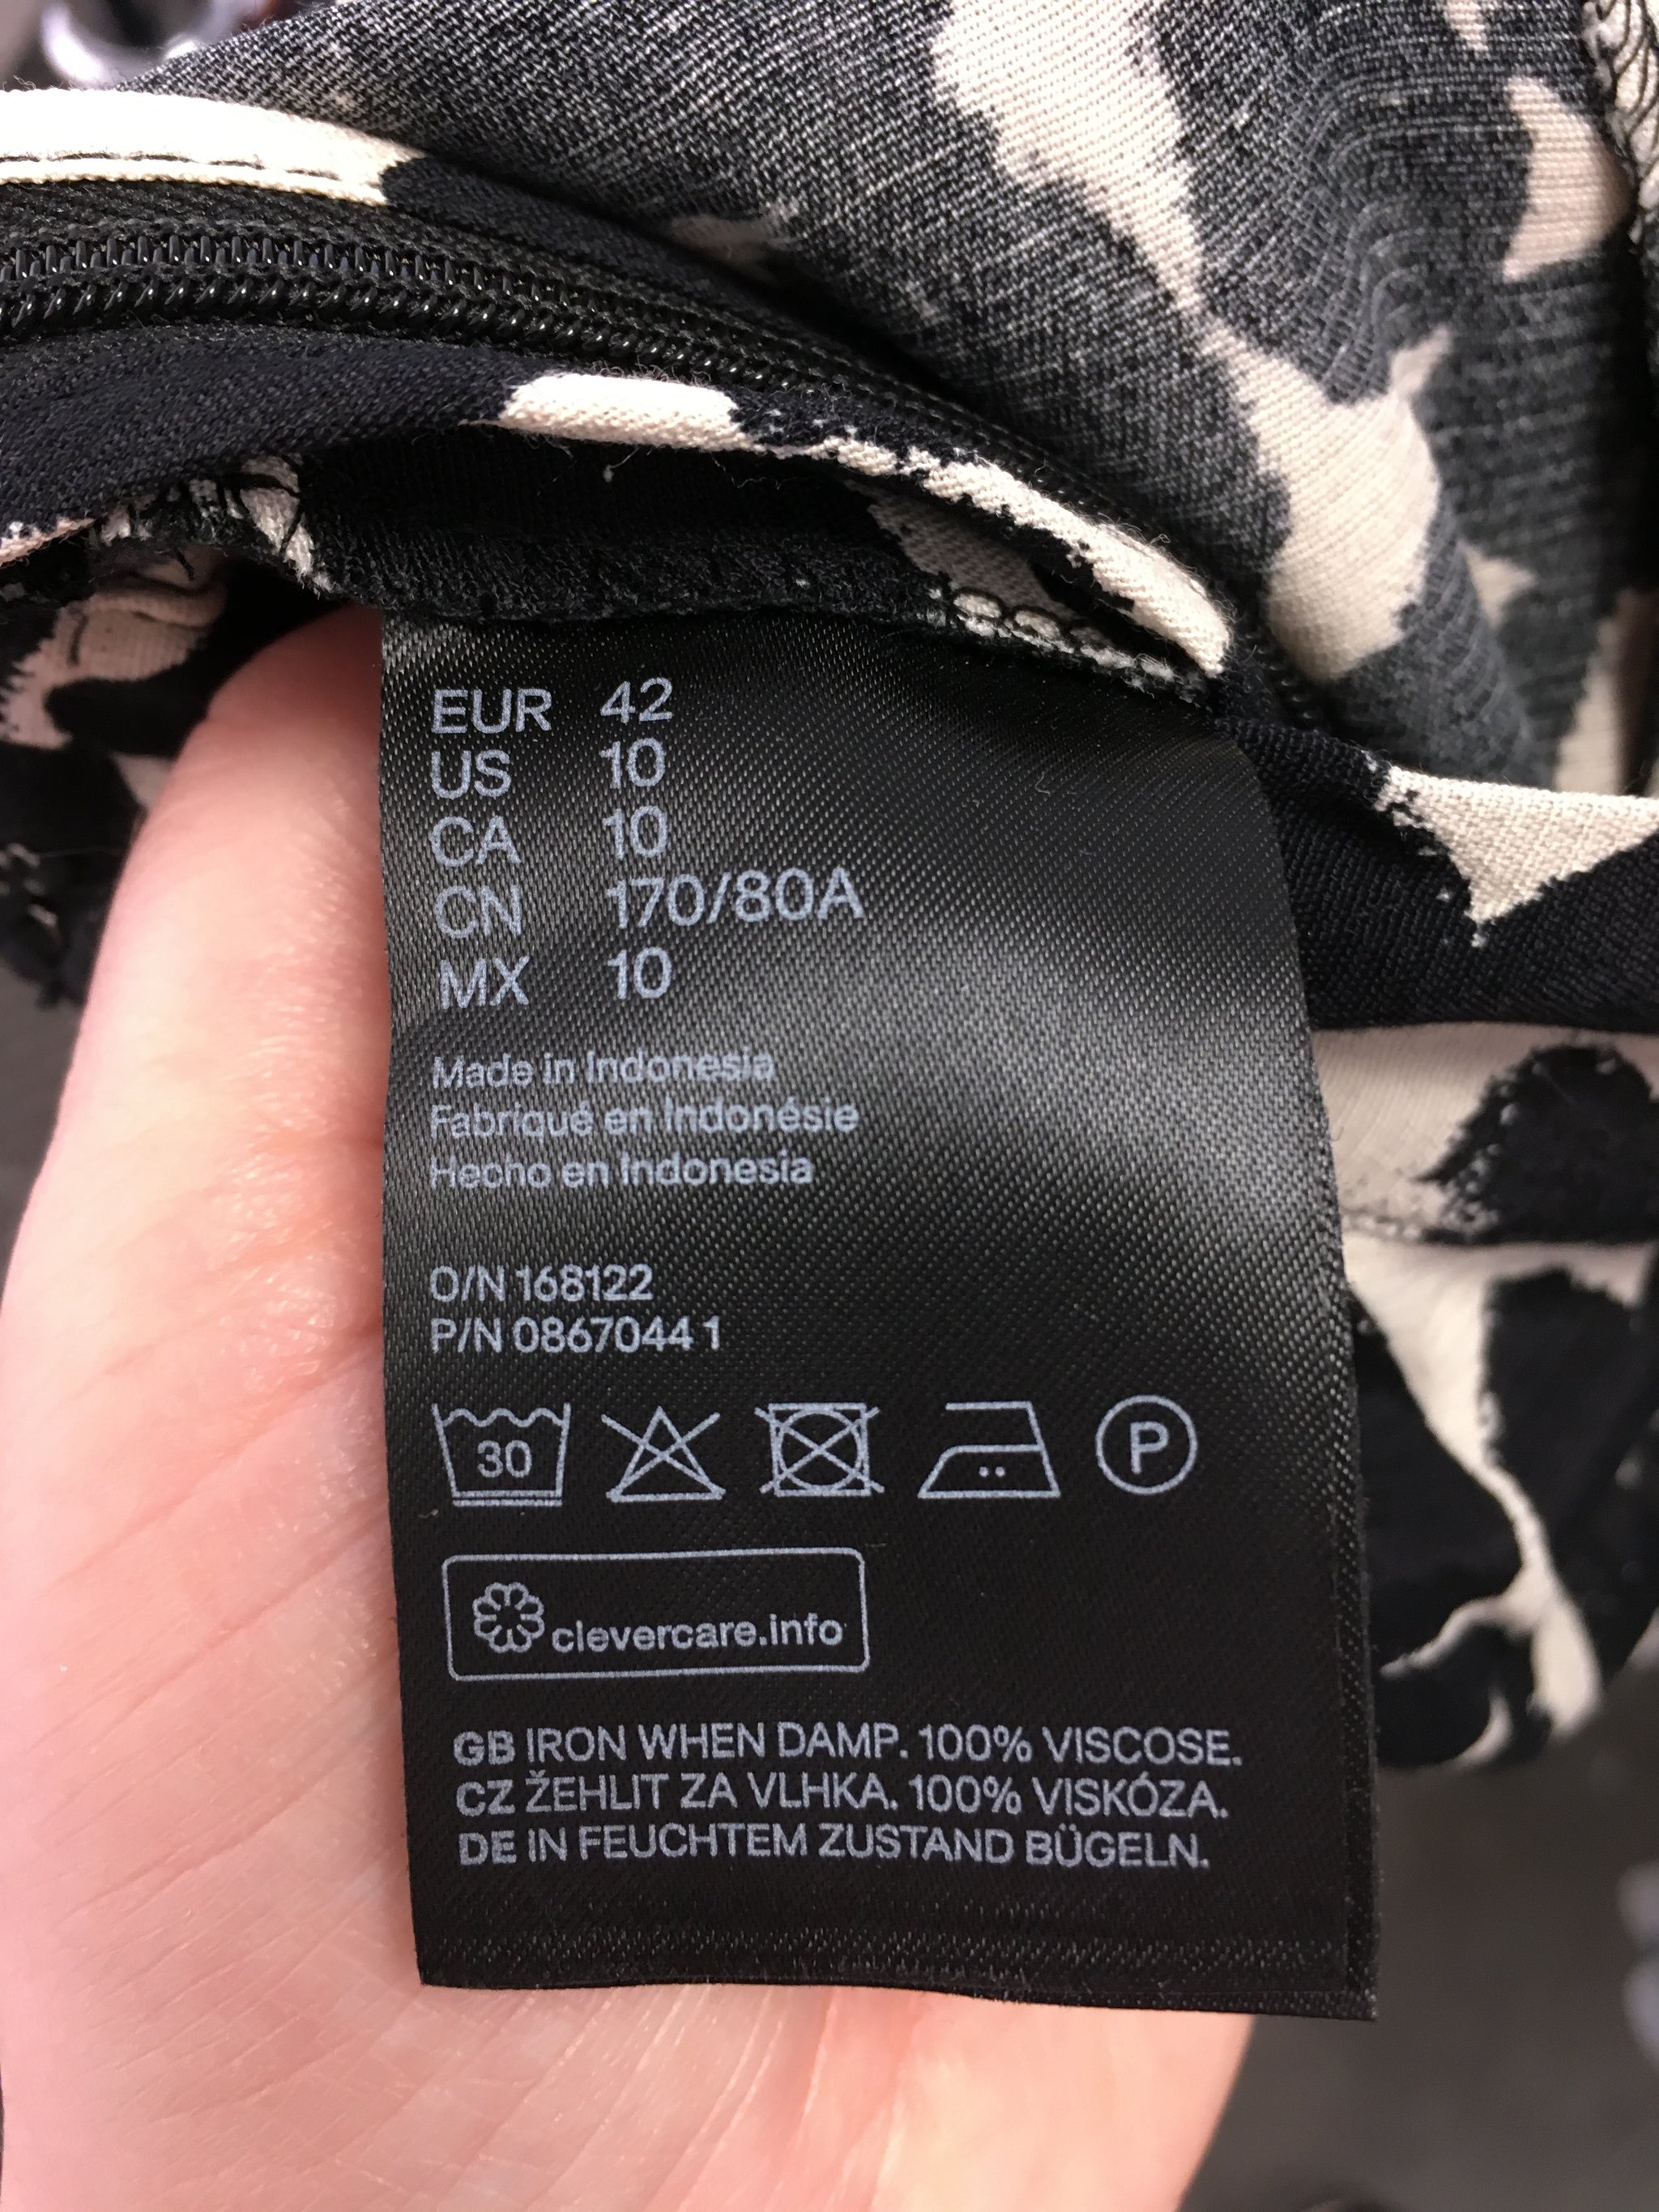 EUR 42
US 10
CA 10
CN 170/80A
MX 10
Made in Indonesia
Fabriqué en Indonésie
Hecho en Indonesia
O/N 168122
P/N 08670441
30
P
clevercare.info
GB IRON WHEN DAMP. 100% VISCOSE.
CZ ŽEHLIT ZA VLHKA. 100% VISKÓZA.
DE IN FEUCHTEM ZUSTAND BÜGELN.